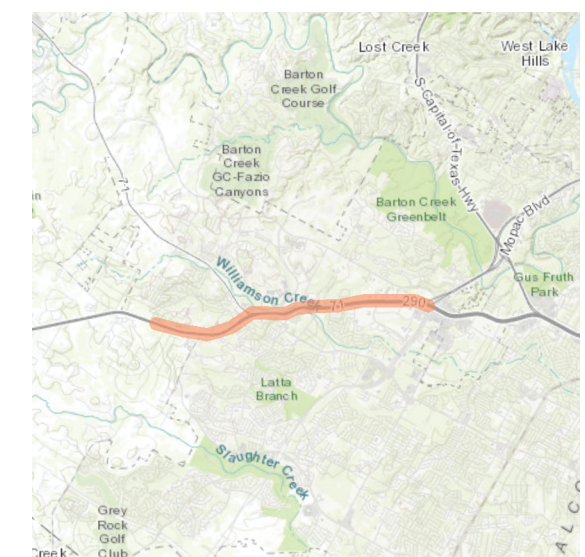 Lost Creek
West Lake
Hills
Barton
Creek Golf
Course
S-Capital-of-Texas-Hwy
Barton
Creek
GC-Fazio
Canyons
71
Barton Creek
Greenbelt
Mopac-Blvd
Williamson Creek
Gus Fruth
Park
71
290
Latta
Branch
Slaughter Creek
Grey
Rock
Golf
Club
Creek